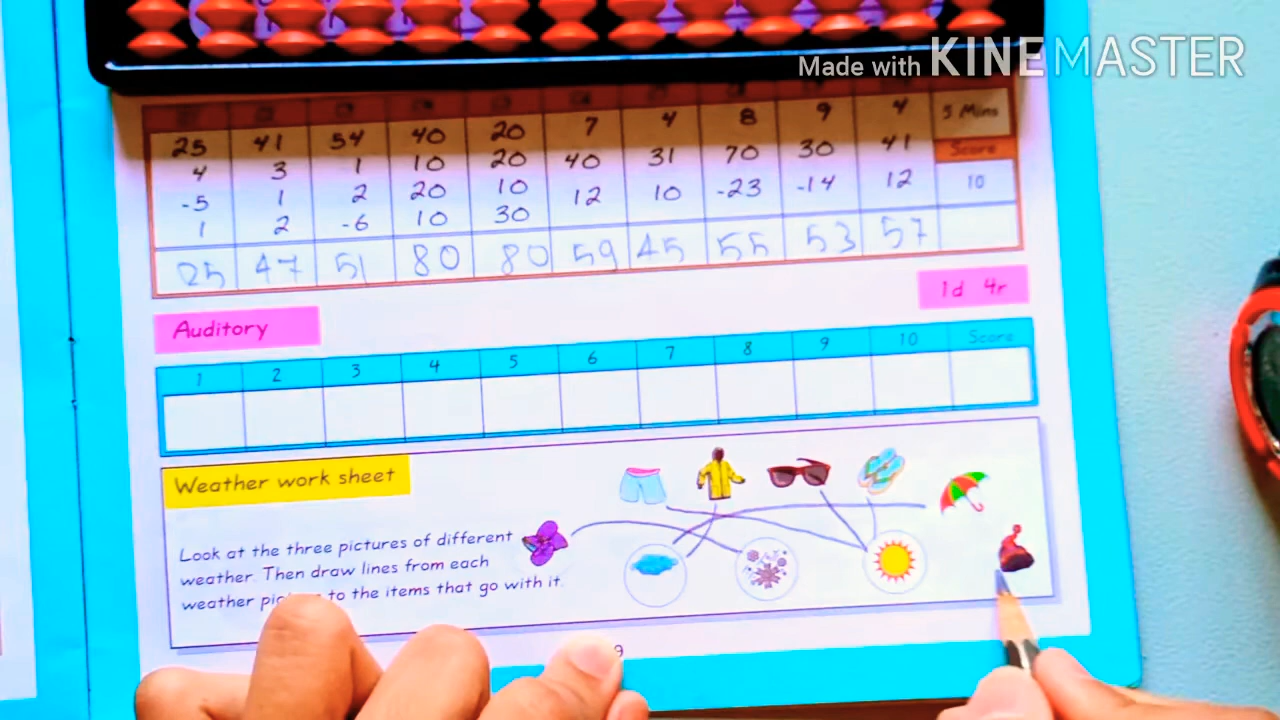 Made with KINEMASTER
25 41 54 40 20 7 4 8 9 4 5 Mins
4 3 1 10 20 40 31 70 30 41 Score
-5 1 2 20 10 12 10 -23 -14 12 10
1 2 -6 10 30
25 47 51 80 80 59 45 55 53 57
1d 4r
Auditory
1 2 3 4 5 6 7 8 9 10 Score
Weather work sheet
Look at the three pictures of different
weather. Then draw lines from each
weather to the items that go with it.
9